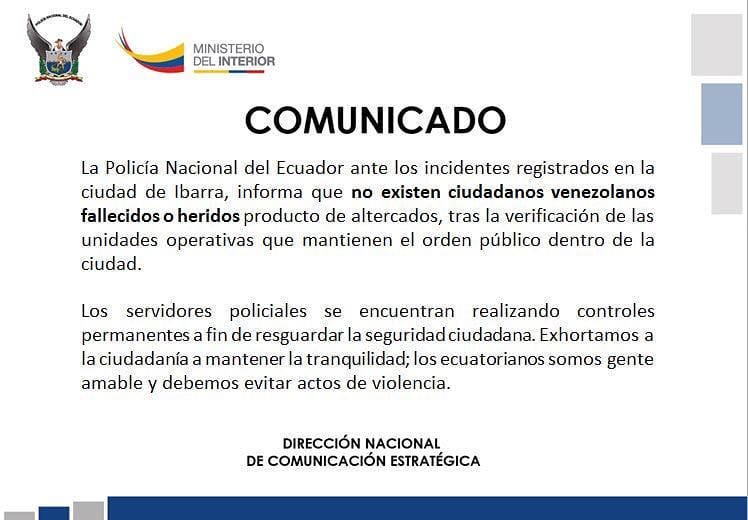 POLICÍA NACIONAL DEL ECUADOR
MINISTERIO
DEL INTERIOR
COMUNICADO
La Policía Nacional del Ecuador ante los incidentes registrados en la
ciudad de Ibarra, informa que no existen ciudadanos venezolanos
fallecidos o heridos producto de altercados, tras la verificación de las
unidades operativas que mantienen el orden público dentro de la
ciudad.
Los servidores policiales se encuentran realizando controles
permanentes a fin de resguardar la seguridad ciudadana. Exhortamos a
la ciudadanía a mantener la tranquilidad; los ecuatorianos somos gente
amable y debemos evitar actos de violencia.
DIRECCIÓN NACIONAL
DE COMUNICACIÓN ESTRATÉGICA